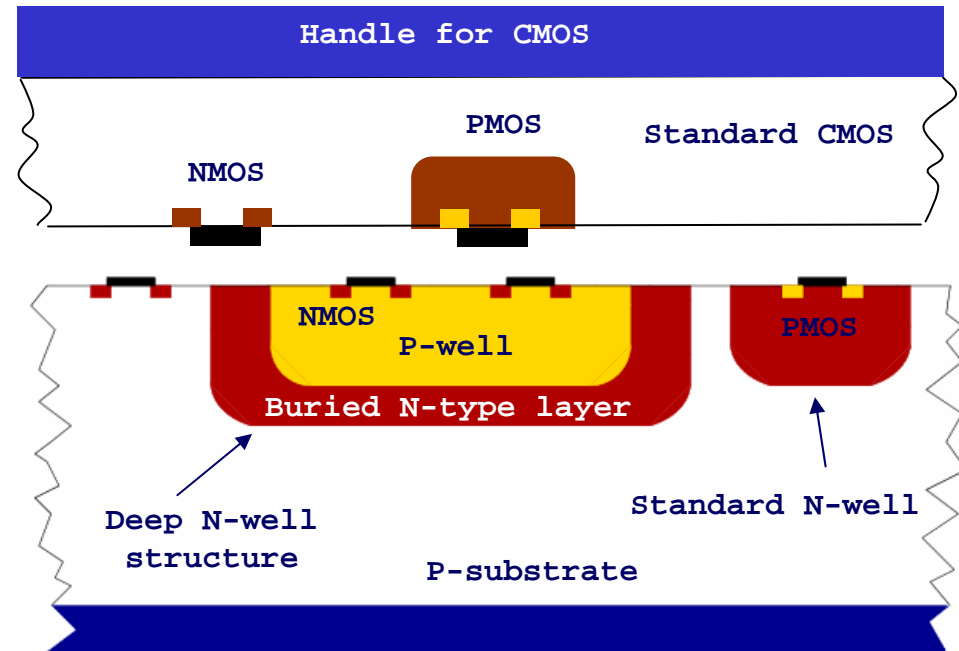 Handle for CMOS
PMOS
Standard CMOS
NMOS
NMOS
PMOS
P-well
Buried N-type layer
Deep N-well
structure
Standard N-well
P-substrate